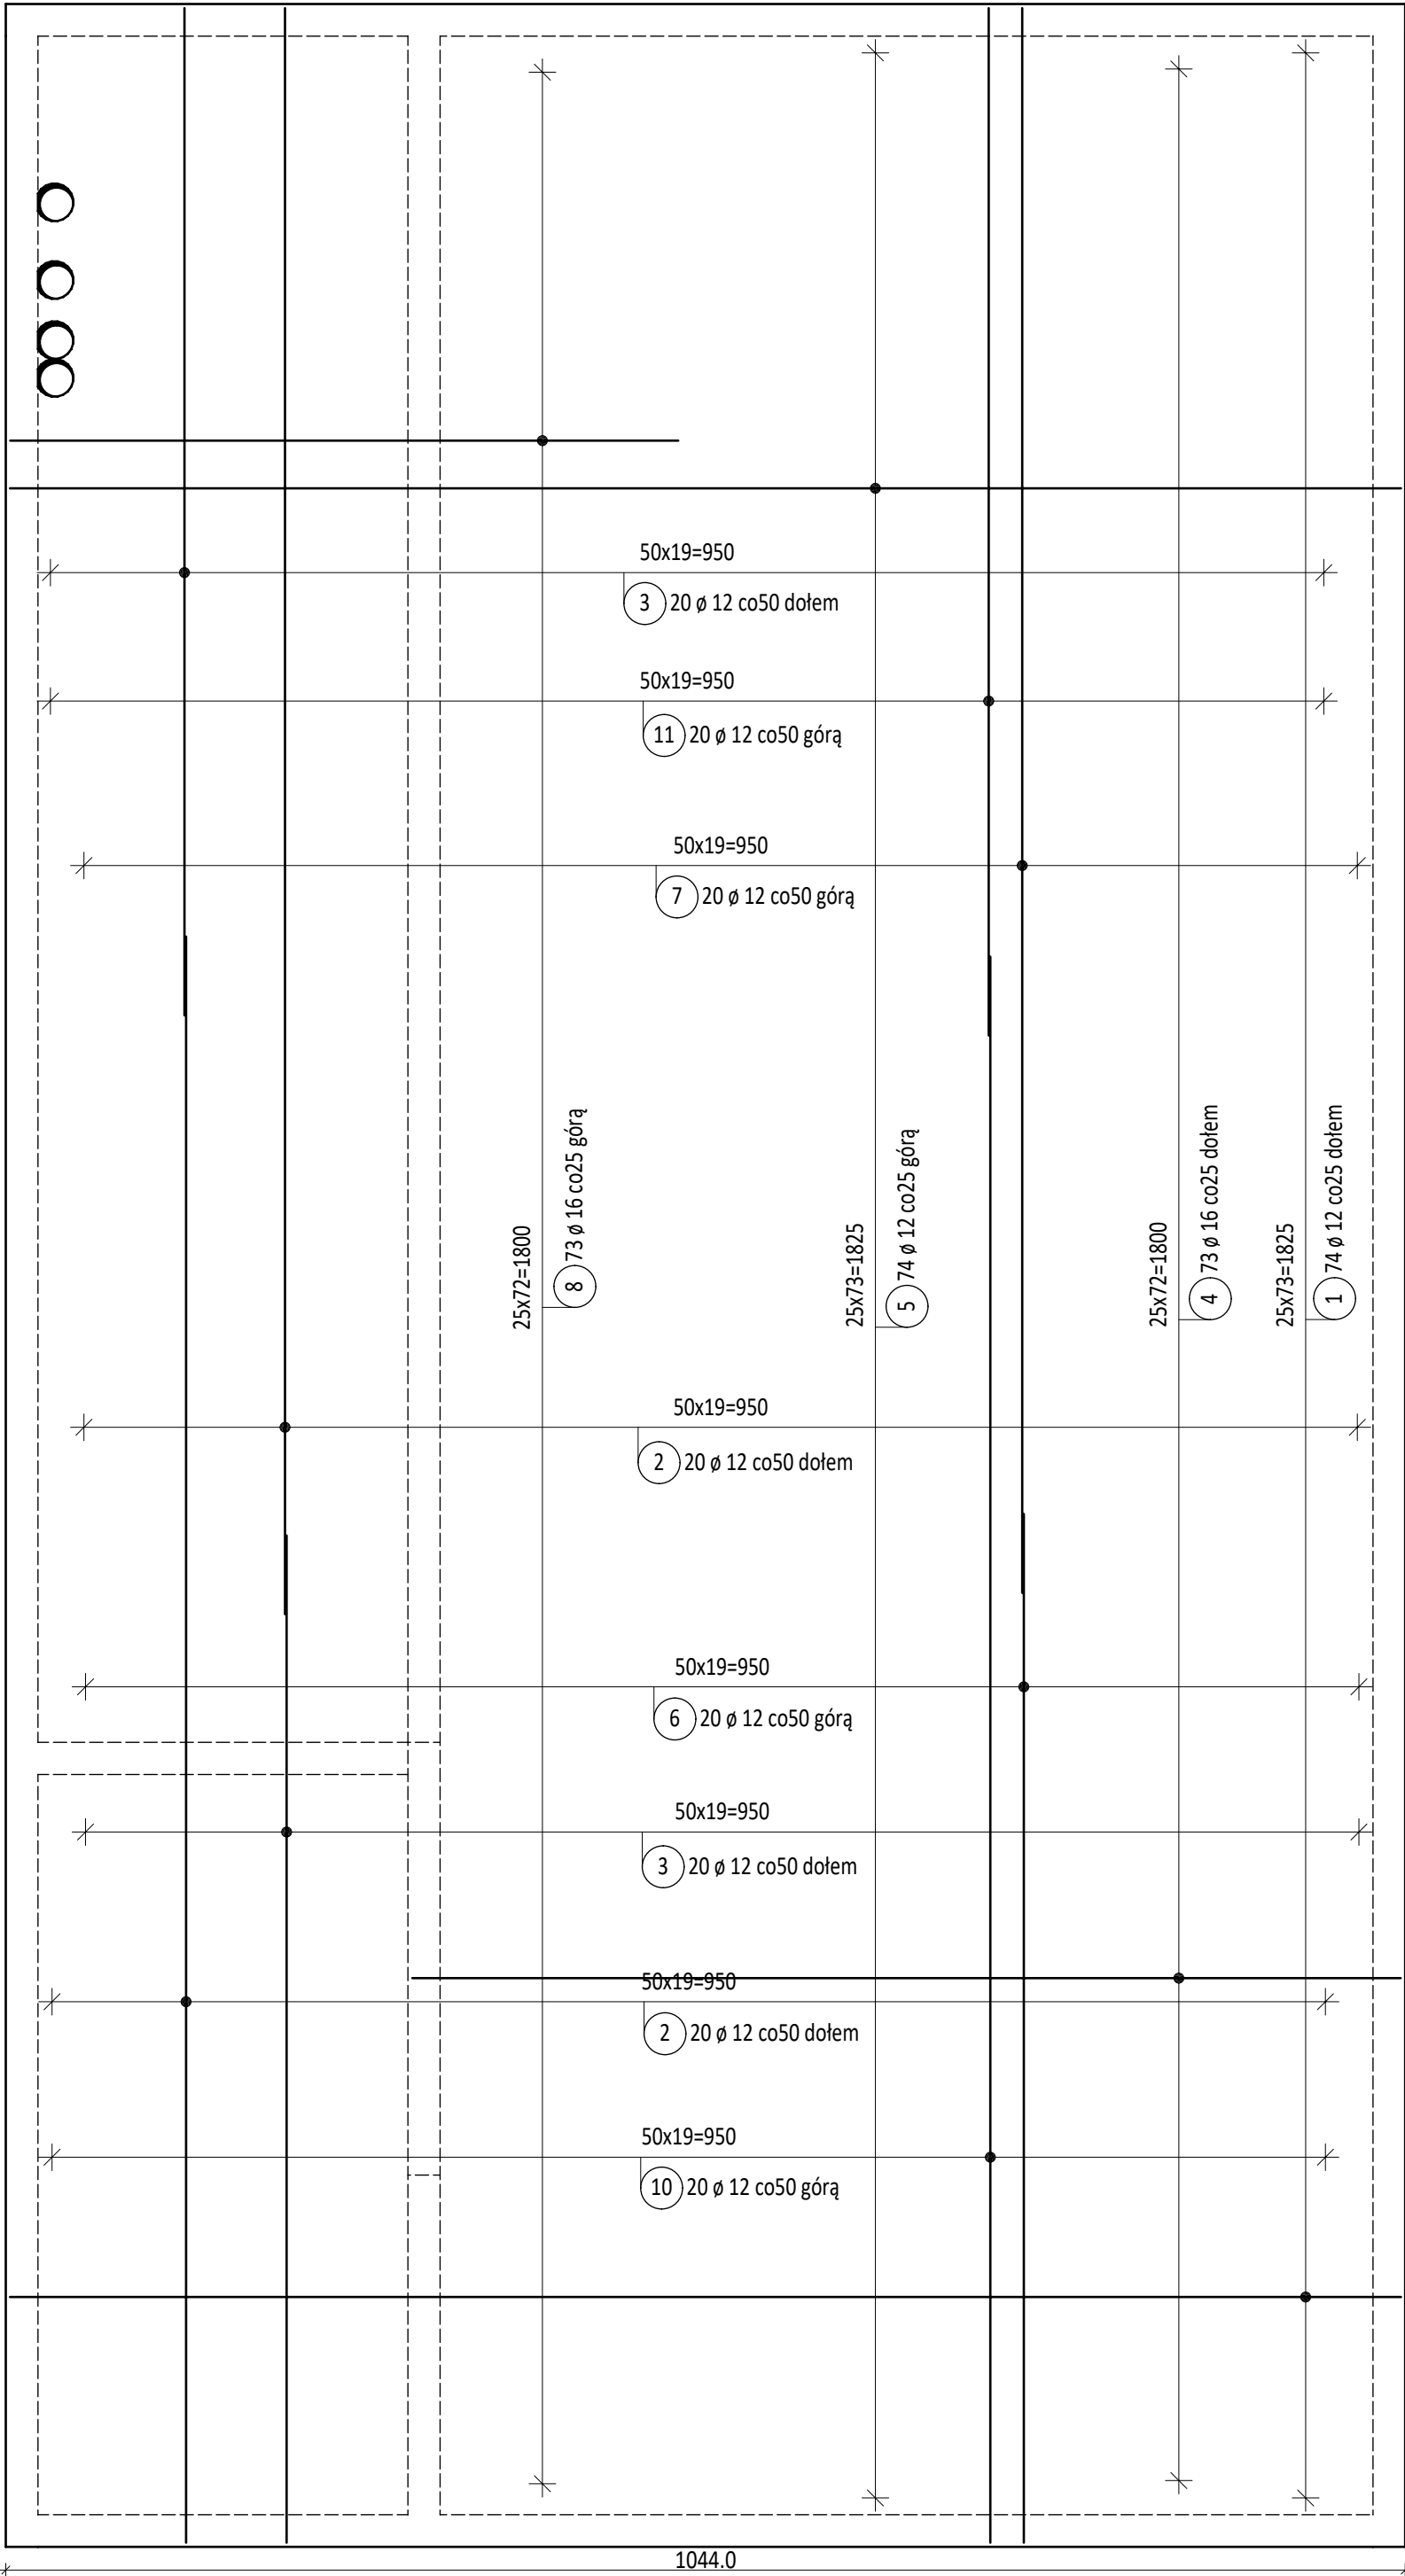 50x19=950
3 20 ø 12 co50 dołem
50x19=950
11 20 ø 12 co50 górą
50x19=950
7 20 ø 12 co50 górą
25x72=1800
8 73 ø 16 co25 górą
25x73=1825
5 74 ø 12 co25 górą
25x72=1800
4 73 ø 16 co25 dołem
25x73=1825
1 74 ø 12 co25 dołem
50x19=950
2 20 ø 12 co50 dołem
50x19=950
6 20 ø 12 co50 górą
50x19=950
3 20 ø 12 co50 dołem
50x19=950
2 20 ø 12 co50 dołem
50x19=950
10 20 ø 12 co50 górą
1044.0